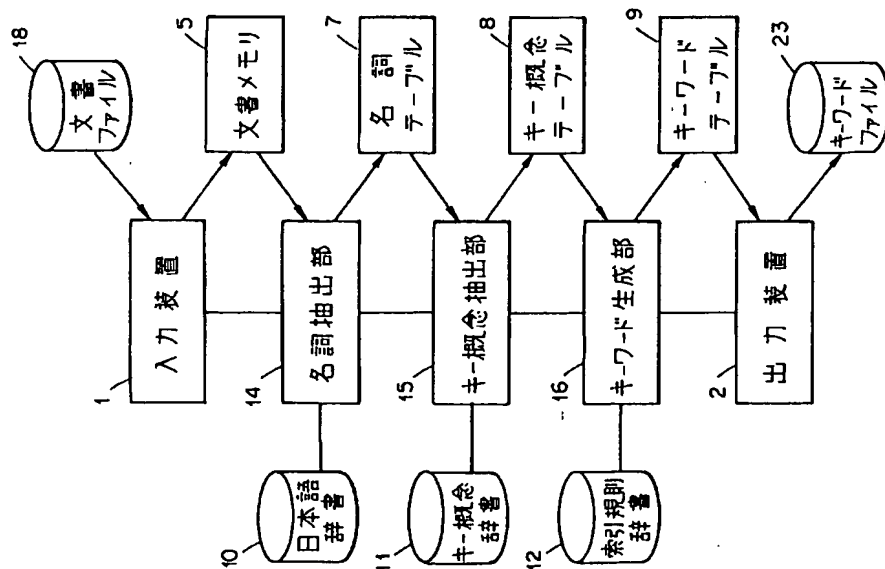 18
文書
ファイル
5
文書メモリ
7
名詞
テーブル
8
キー概念
テーブル
9
キーワード
テーブル
23
キーワード
ファイル
1
入力装置
14
名詞抽出部
15
キー概念抽出部
16
キーワード生成部
2
出力装置
10
日本語
辞書
11
キー概念
辞書
12
索引規則
辞書